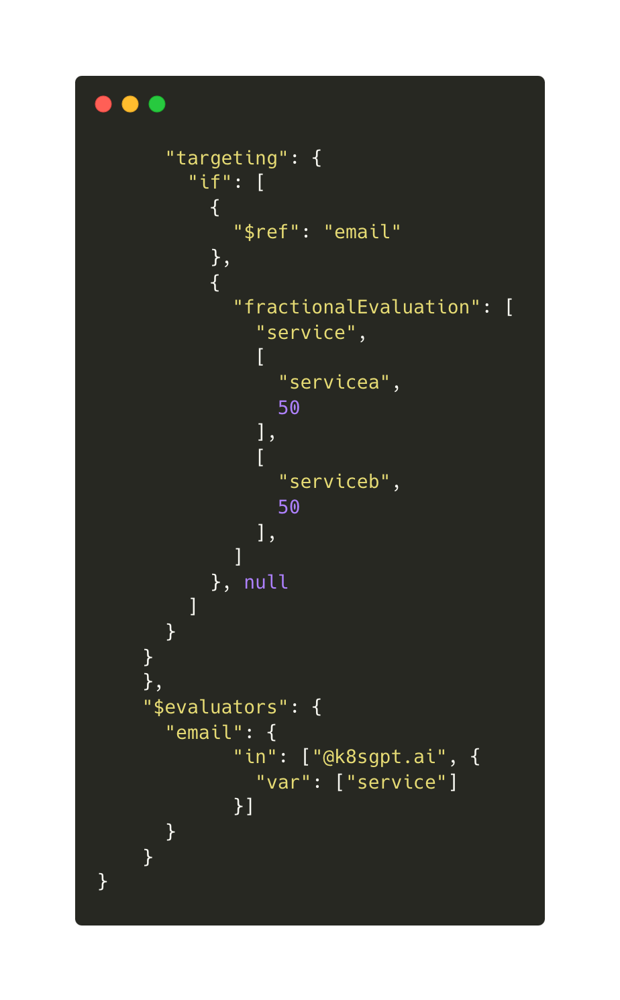 "targeting": {
"if": [
{
"$ref": "email"
},
{
"fractionalEvaluation": [
"service",
[
"servicea",
50
],
[
"serviceb",
50
],
]
}, null
]
}
}
},
"$evaluators": {
"email": {
"in": ["@k8sgpt.ai", {
"var": ["service"]
}]
}
}
}